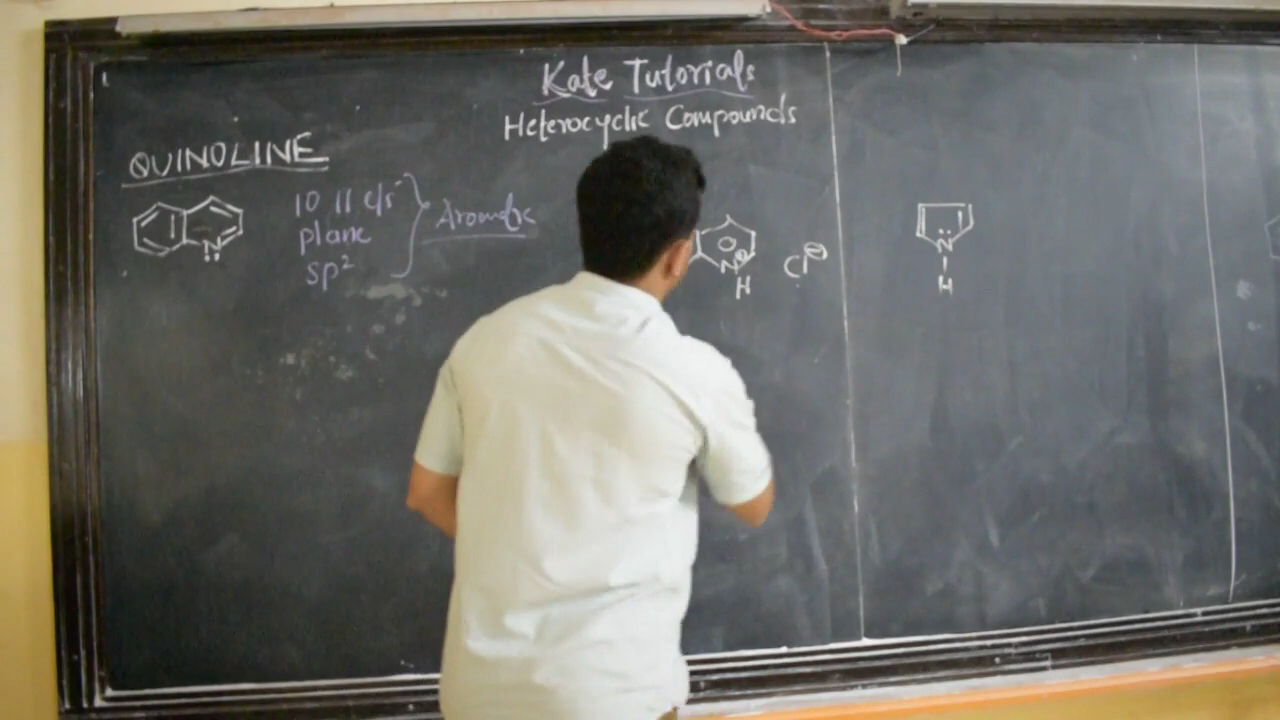 Kate Tutorials
Heterocyclic Compounds
QUINOLINE
10 π e/s
plane
sp²
Aromatic
N
N
H
Cl⊖
N
H